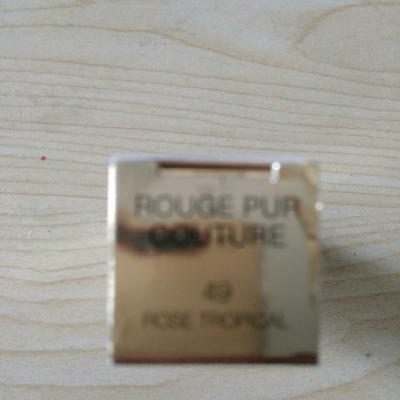 ROUGE PUR
COUTURE
49
ROSE TROPICAL